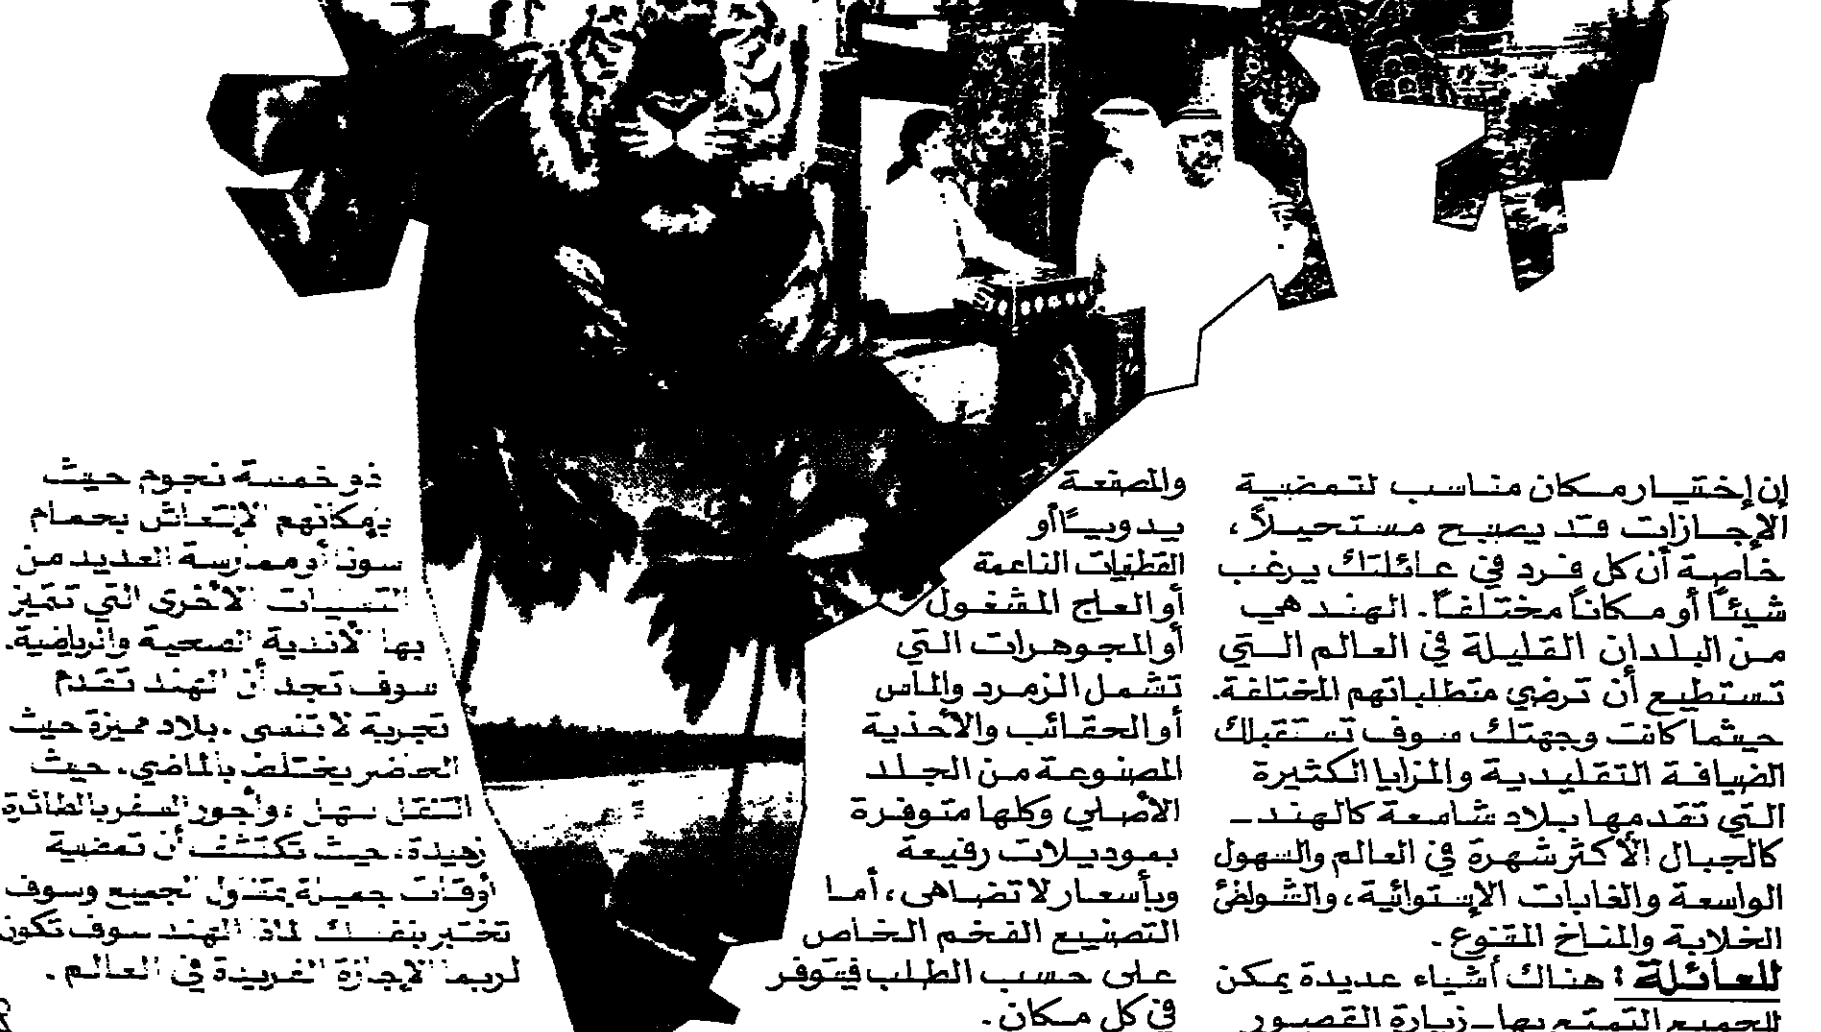 إن إختيار مكان مناسب لتمضية
الإجازات قد يصبح مستحيلاً،
خاصة أن كل فرد في عائلتك يرغب
شيئاً أو مكاناً مختلفاً. الهند هي
من البلدان القليلة في العالم التي
تستطيع أن ترضي متطلباتهم المختلفة.
حيثما كانت وجهتك سوف تستقبلك
الضيافة التقليدية والمزايا الكثيرة
التي تقدمها بلاد شاسعة كالهند ـ
كالجبال الأكثر شهرة في العالم والسهول
الواسعة والغابات الإستوائية، والشواطئ
الخلابة والمناخ المتنوع.
للعائلة: هناك أشياء عديدة يمكن
للجميع التمتع بها ـ زيارة القصور
والمصنعة
يدوياً أو
القطنيات الناعمة
أو العاج المشغول
أو المجوهرات التي
تشمل الزمرد والماس
أو الحقائب والأحذية
المصنوعة من الجلد
الأصلي وكلها متوفرة
بموديلات رفيعة
وبأسعار لا تضاهى، أما
التصنيع الفخم الخاص
على حسب الطلب فيتوفر
في كل مكان.
ذو خمسة نجوم حيث
بإمكانهم الإنتعاش بحمام
سونا أو ممارسة العديد من
التسهيلات الأخرى التي تتميز
بها الأندية الصحية والرياضية.
سوف تجد أن الهند تقدم
تجربة لا تنسى. بلاد مميزة حيث
الحاضر يختلط بالماضي. حيث
التنقل سهل، وأجور السفر بالطائرة
زهيدة. حيث تكتشف أن تمضية
أوقات جميلة بمتناول الجميع وسوف
تختبر بنفسك لماذا الهند سوف تكون
لربما الإجازة الفريدة في العالم.